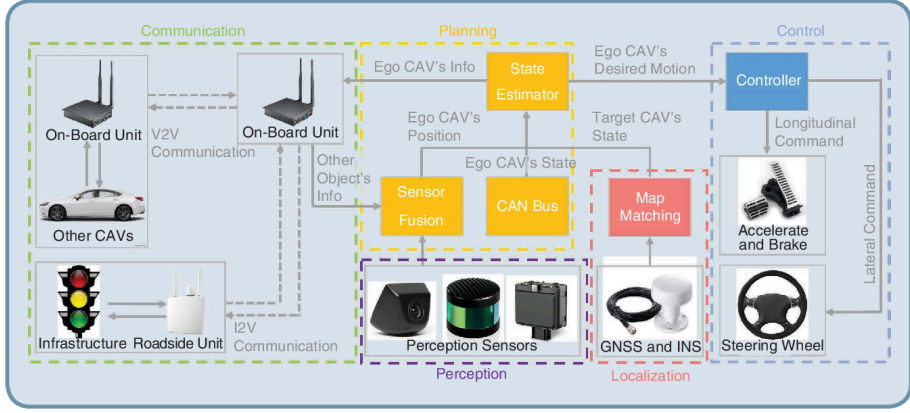 Communication
Planning
Control
On-Board Unit
On-Board Unit
V2V
Communication
Other CAVs
Infrastructure
Roadside Unit
I2V
Communication
Other
Object's
Info
Ego CAV's Info
State
Estimator
Ego CAV's
Desired Motion
Ego CAV's
Position
Target CAV's
State
Ego CAV's State
Sensor
Fusion
CAN Bus
Map
Matching
Perception Sensors
Perception
GNSS and INS
Localization
Controller
Longitudinal
Command
Accelerate
and Brake
Lateral Command
Steering Wheel